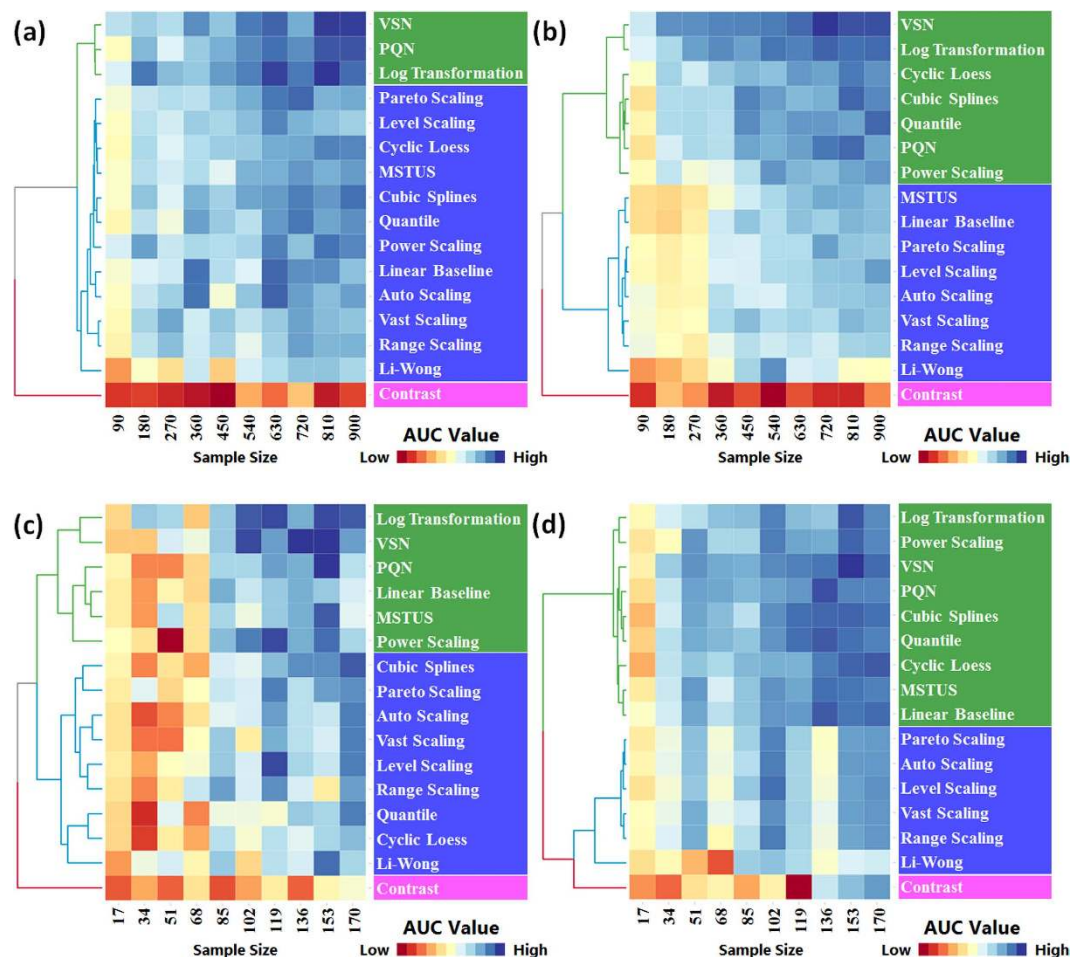 (a)
VSN
PQN
Log Transformation
Pareto Scaling
Level Scaling
Cyclic Loess
MSTUS
Cubic Splines
Quantile
Power Scaling
Linear Baseline
Auto Scaling
Vast Scaling
Range Scaling
Li-Wong
Contrast
90 180 270 360 450 540 630 720 810 900
AUC Value
Sample Size Low High
(b)
VSN
Log Transformation
Cyclic Loess
Cubic Splines
Quantile
PQN
Power Scaling
MSTUS
Linear Baseline
Pareto Scaling
Level Scaling
Auto Scaling
Vast Scaling
Range Scaling
Li-Wong
Contrast
90 180 270 360 450 540 630 720 810 900
AUC Value
Sample Size Low High
(c)
Log Transformation
VSN
PQN
Linear Baseline
MSTUS
Power Scaling
Cubic Splines
Pareto Scaling
Auto Scaling
Vast Scaling
Level Scaling
Range Scaling
Quantile
Cyclic Loess
Li-Wong
Contrast
17 34 51 68 85 102 119 136 153 170
AUC Value
Sample Size Low High
(d)
Log Transformation
Power Scaling
VSN
PQN
Cubic Splines
Quantile
Cyclic Loess
MSTUS
Linear Baseline
Pareto Scaling
Auto Scaling
Level Scaling
Vast Scaling
Range Scaling
Li-Wong
Contrast
17 34 51 68 85 102 119 136 153 170
AUC Value
Sample Size Low High